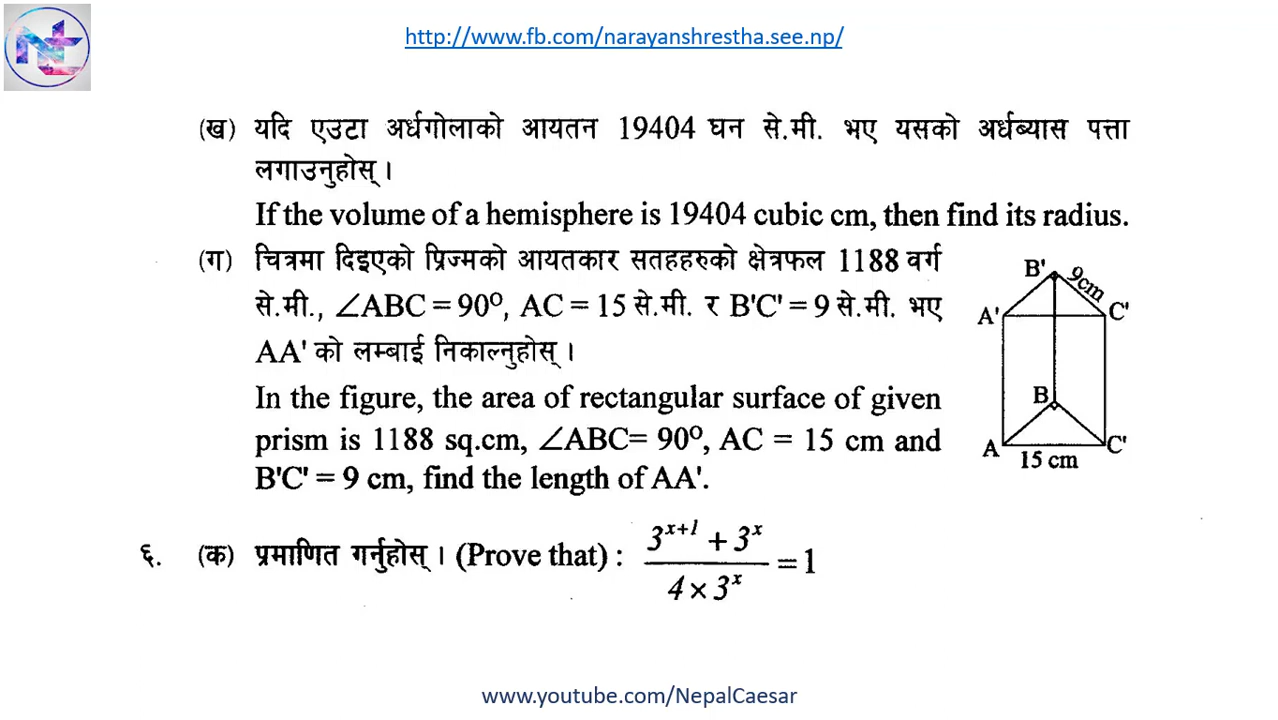 http://www.fb.com/narayanshrestha.see.np/
(ख) यदि एउटा अर्धगोलाको आयतन 19404 घन से.मी. भए यसको अर्धब्यास पत्ता
लगाउनुहोस् ।
If the volume of a hemisphere is 19404 cubic cm, then find its radius.
(ग) चित्रमा दिइएको प्रिज्मको आयतकार सतहहरुको क्षेत्रफल 1188 वर्ग
से.मी., ∠ABC = 90⁰, AC = 15 से.मी. र B'C' = 9 से.मी. भए
AA' को लम्बाई निकाल्नुहोस् ।
In the figure, the area of rectangular surface of given
prism is 1188 sq.cm, ∠ABC= 90⁰, AC = 15 cm and
B'C' = 9 cm, find the length of AA'.
B'
9cm
A'
C'
B
A
C'
15 cm
६. (क) प्रमाणित गर्नुहोस् । (Prove that) : (3^{x+1} + 3^x) / (4 × 3^x) = 1
www.youtube.com/NepalCaesar